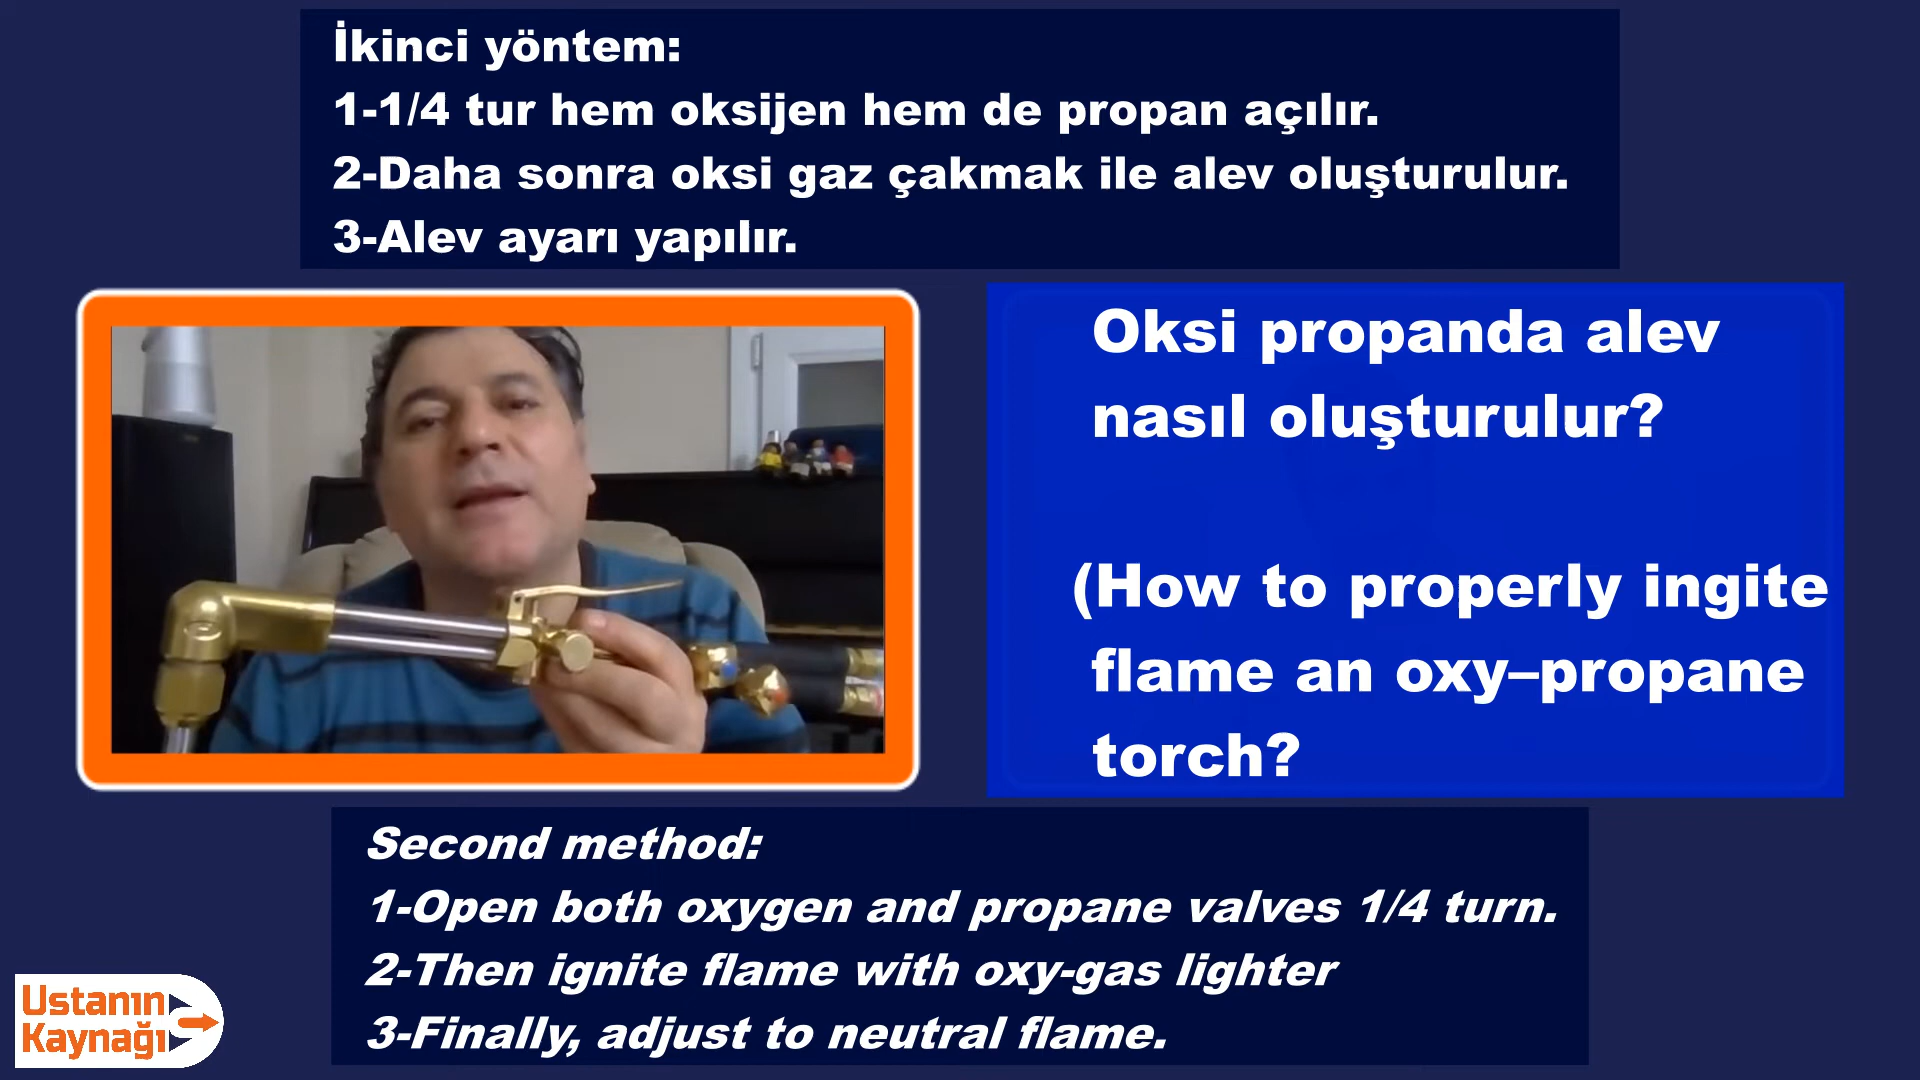 İkinci yöntem:
1-1/4 tur hem oksijen hem de propan açılır.
2-Daha sonra oksi gaz çakmak ile alev oluşturulur.
3-Alev ayarı yapılır.
Oksi propanda alev
nasıl oluşturulur?
(How to properly ingite
flame an oxy–propane
torch?
Second method:
1-Open both oxygen and propane valves 1/4 turn.
2-Then ignite flame with oxy-gas lighter
3-Finally, adjust to neutral flame.
Ustanın
Kaynağı